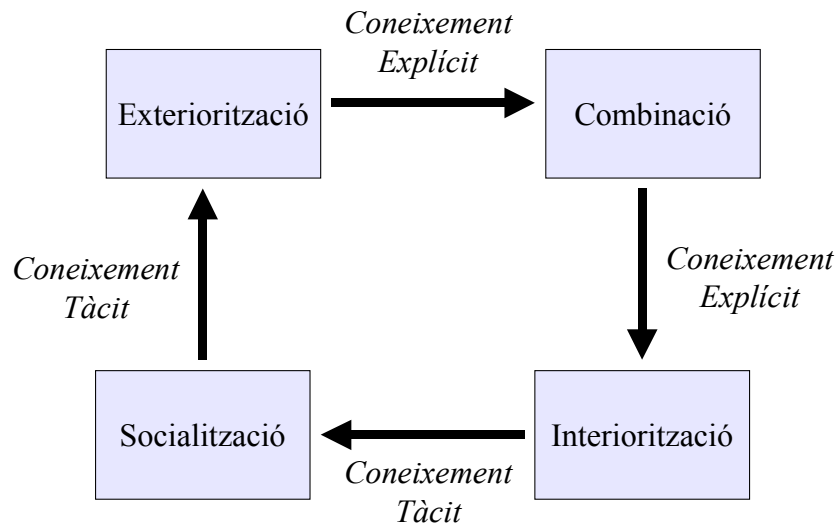 Coneixement
Explícit
Exteriorització
Combinació
Coneixement
Tàcit
Coneixement
Explícit
Socialització
Interiorització
Coneixement
Tàcit